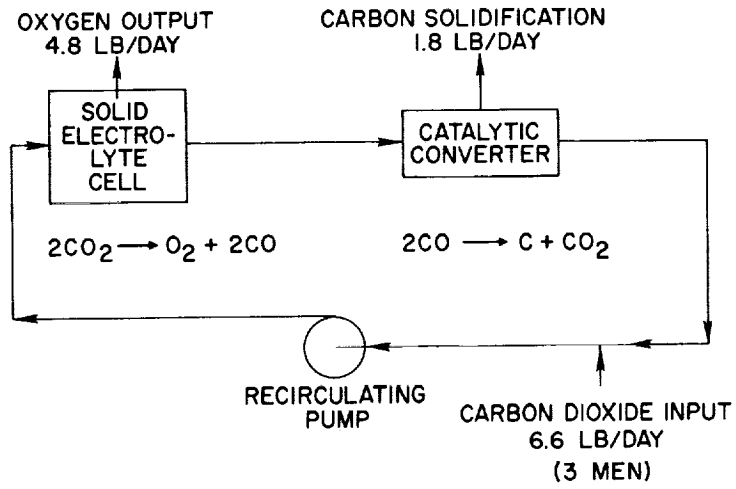 OXYGEN OUTPUT
4.8 LB/DAY
CARBON SOLIDIFICATION
1.8 LB/DAY
SOLID
ELECTRO-
LYTE
CELL
CATALYTIC
CONVERTER
2CO₂ → O₂ + 2CO
2CO → C + CO₂
RECIRCULATING
PUMP
CARBON DIOXIDE INPUT
6.6 LB/DAY
(3 MEN)